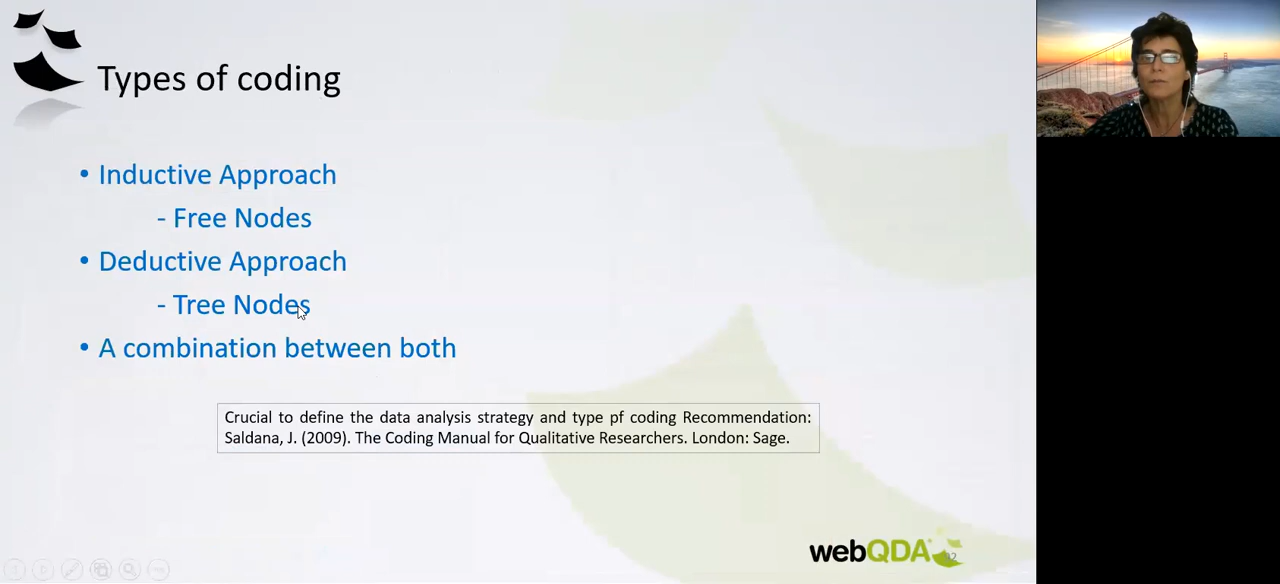 Types of coding
• Inductive Approach
- Free Nodes
• Deductive Approach
- Tree Nodes
• A combination between both
Crucial to define the data analysis strategy and type pf coding Recommendation:
Saldana, J. (2009). The Coding Manual for Qualitative Researchers. London: Sage.
webQDA